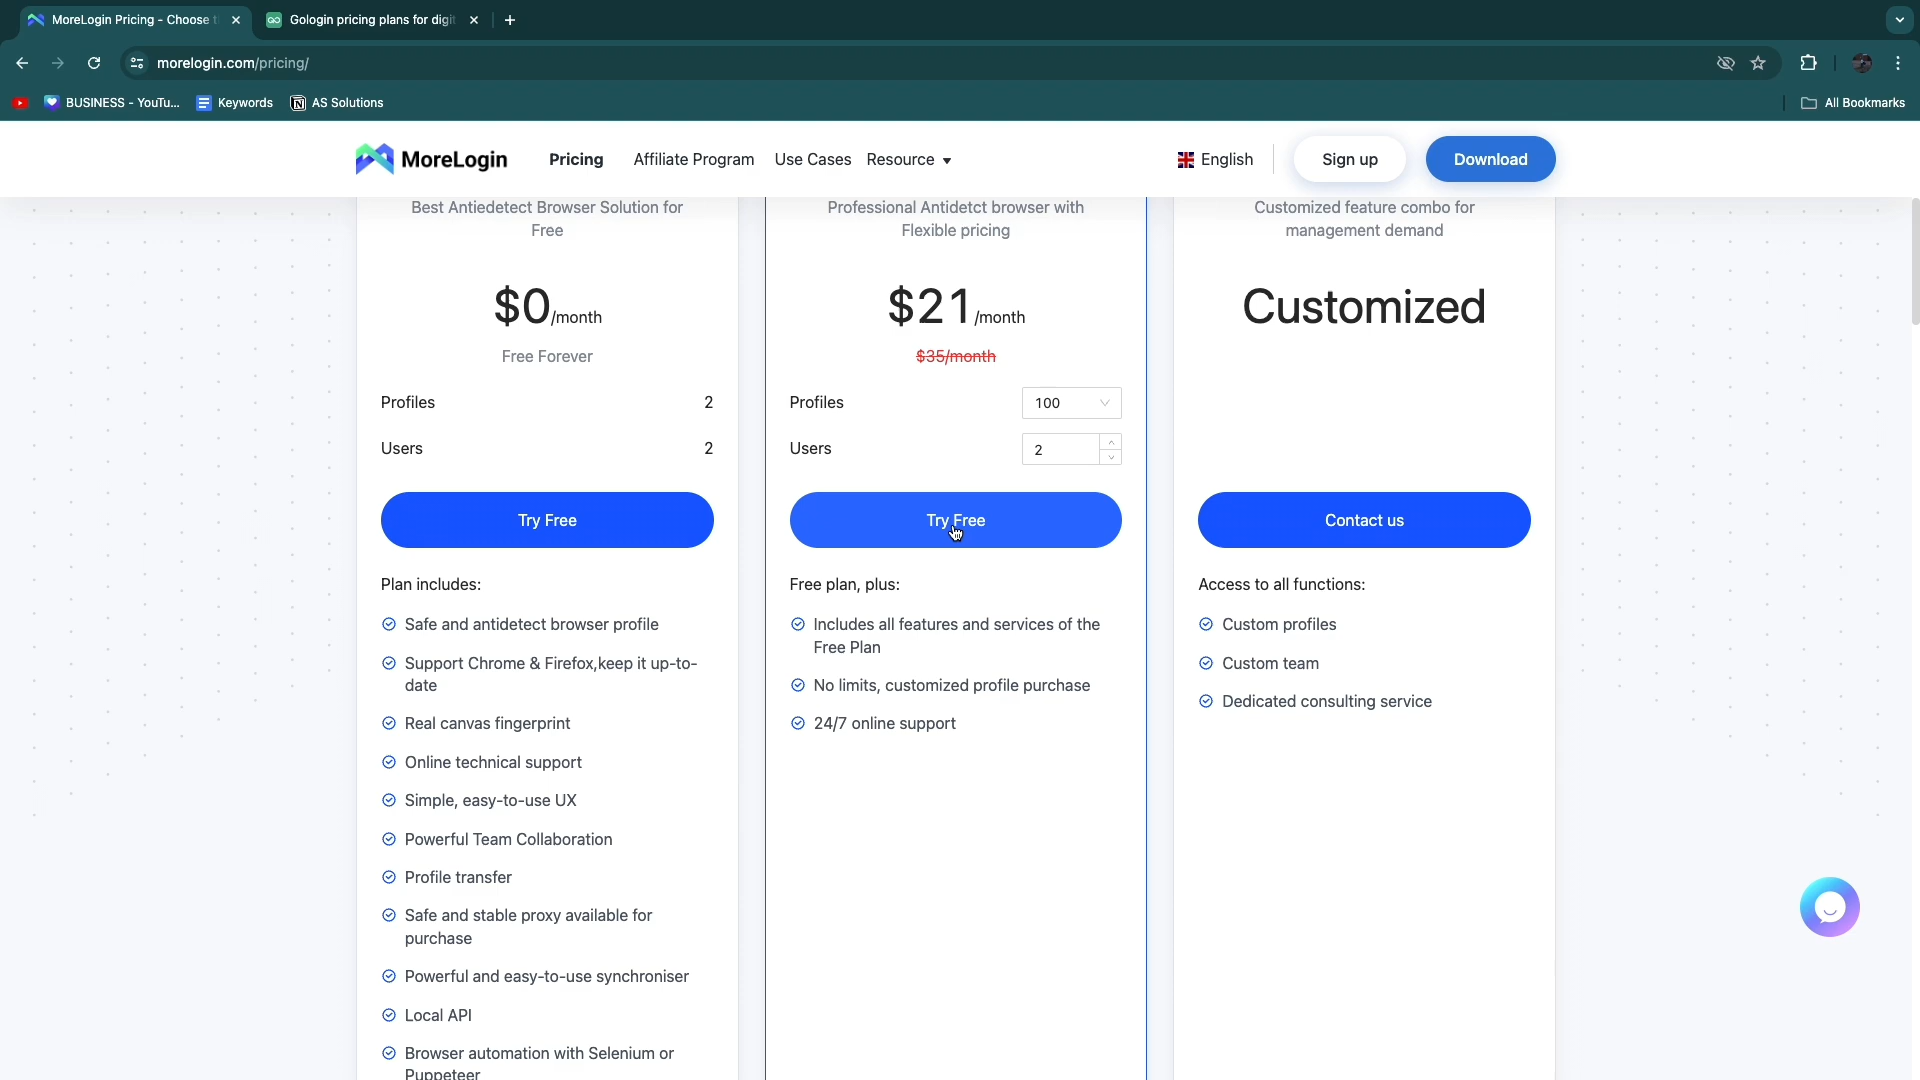 MoreLogin Pricing - Choose t
Gologin pricing plans for digit
morelogin.com/pricing/
BUSINESS - YouTu...
Keywords
AS Solutions
All Bookmarks
MoreLogin
Pricing
Affiliate Program
Use Cases
Resource
English
Sign up
Download
Best Antiedetect Browser Solution for
Free
$0/month
Free Forever
Profiles 2
Users 2
Try Free
Plan includes:
Safe and antidetect browser profile
Support Chrome & Firefox,keep it up-to-
date
Real canvas fingerprint
Online technical support
Simple, easy-to-use UX
Powerful Team Collaboration
Profile transfer
Safe and stable proxy available for
purchase
Powerful and easy-to-use synchroniser
Local API
Browser automation with Selenium or
Puppeteer
Professional Antidetct browser with
Flexible pricing
$21/month
$35/month
Profiles 100
Users 2
Try Free
Free plan, plus:
Includes all features and services of the
Free Plan
No limits, customized profile purchase
24/7 online support
Customized feature combo for
management demand
Customized
Contact us
Access to all functions:
Custom profiles
Custom team
Dedicated consulting service